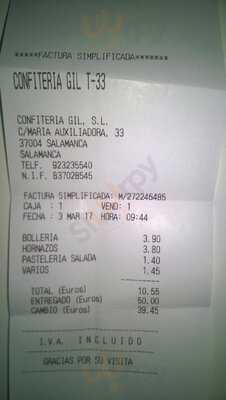 *****FACTURA SIMPLIFICADA*******
CONFITERIA GIL T-33
CONFITERIA GIL, S.L.
C/MARIA AUXILIADORA, 33
37004 SALAMANCA
SALAMANCA
TELF. 923235540
N.I.F. B37028545
FACTURA SIMPLIFICADA: M/272246485
CAJA : 1 VEND: 1
FECHA : 3 MAR 17 HORA: 09:44
BOLLERIA 3.90
HORNAZOS 3.80
PASTELERIA SALADA 1.40
VARIOS 1.45
TOTAL (Euros) 10.55
ENTREGADO (Euros) 50.00
CAMBIO (Euros) 39.45
I.V.A. INCLUIDO
GRACIAS POR SU VISITA